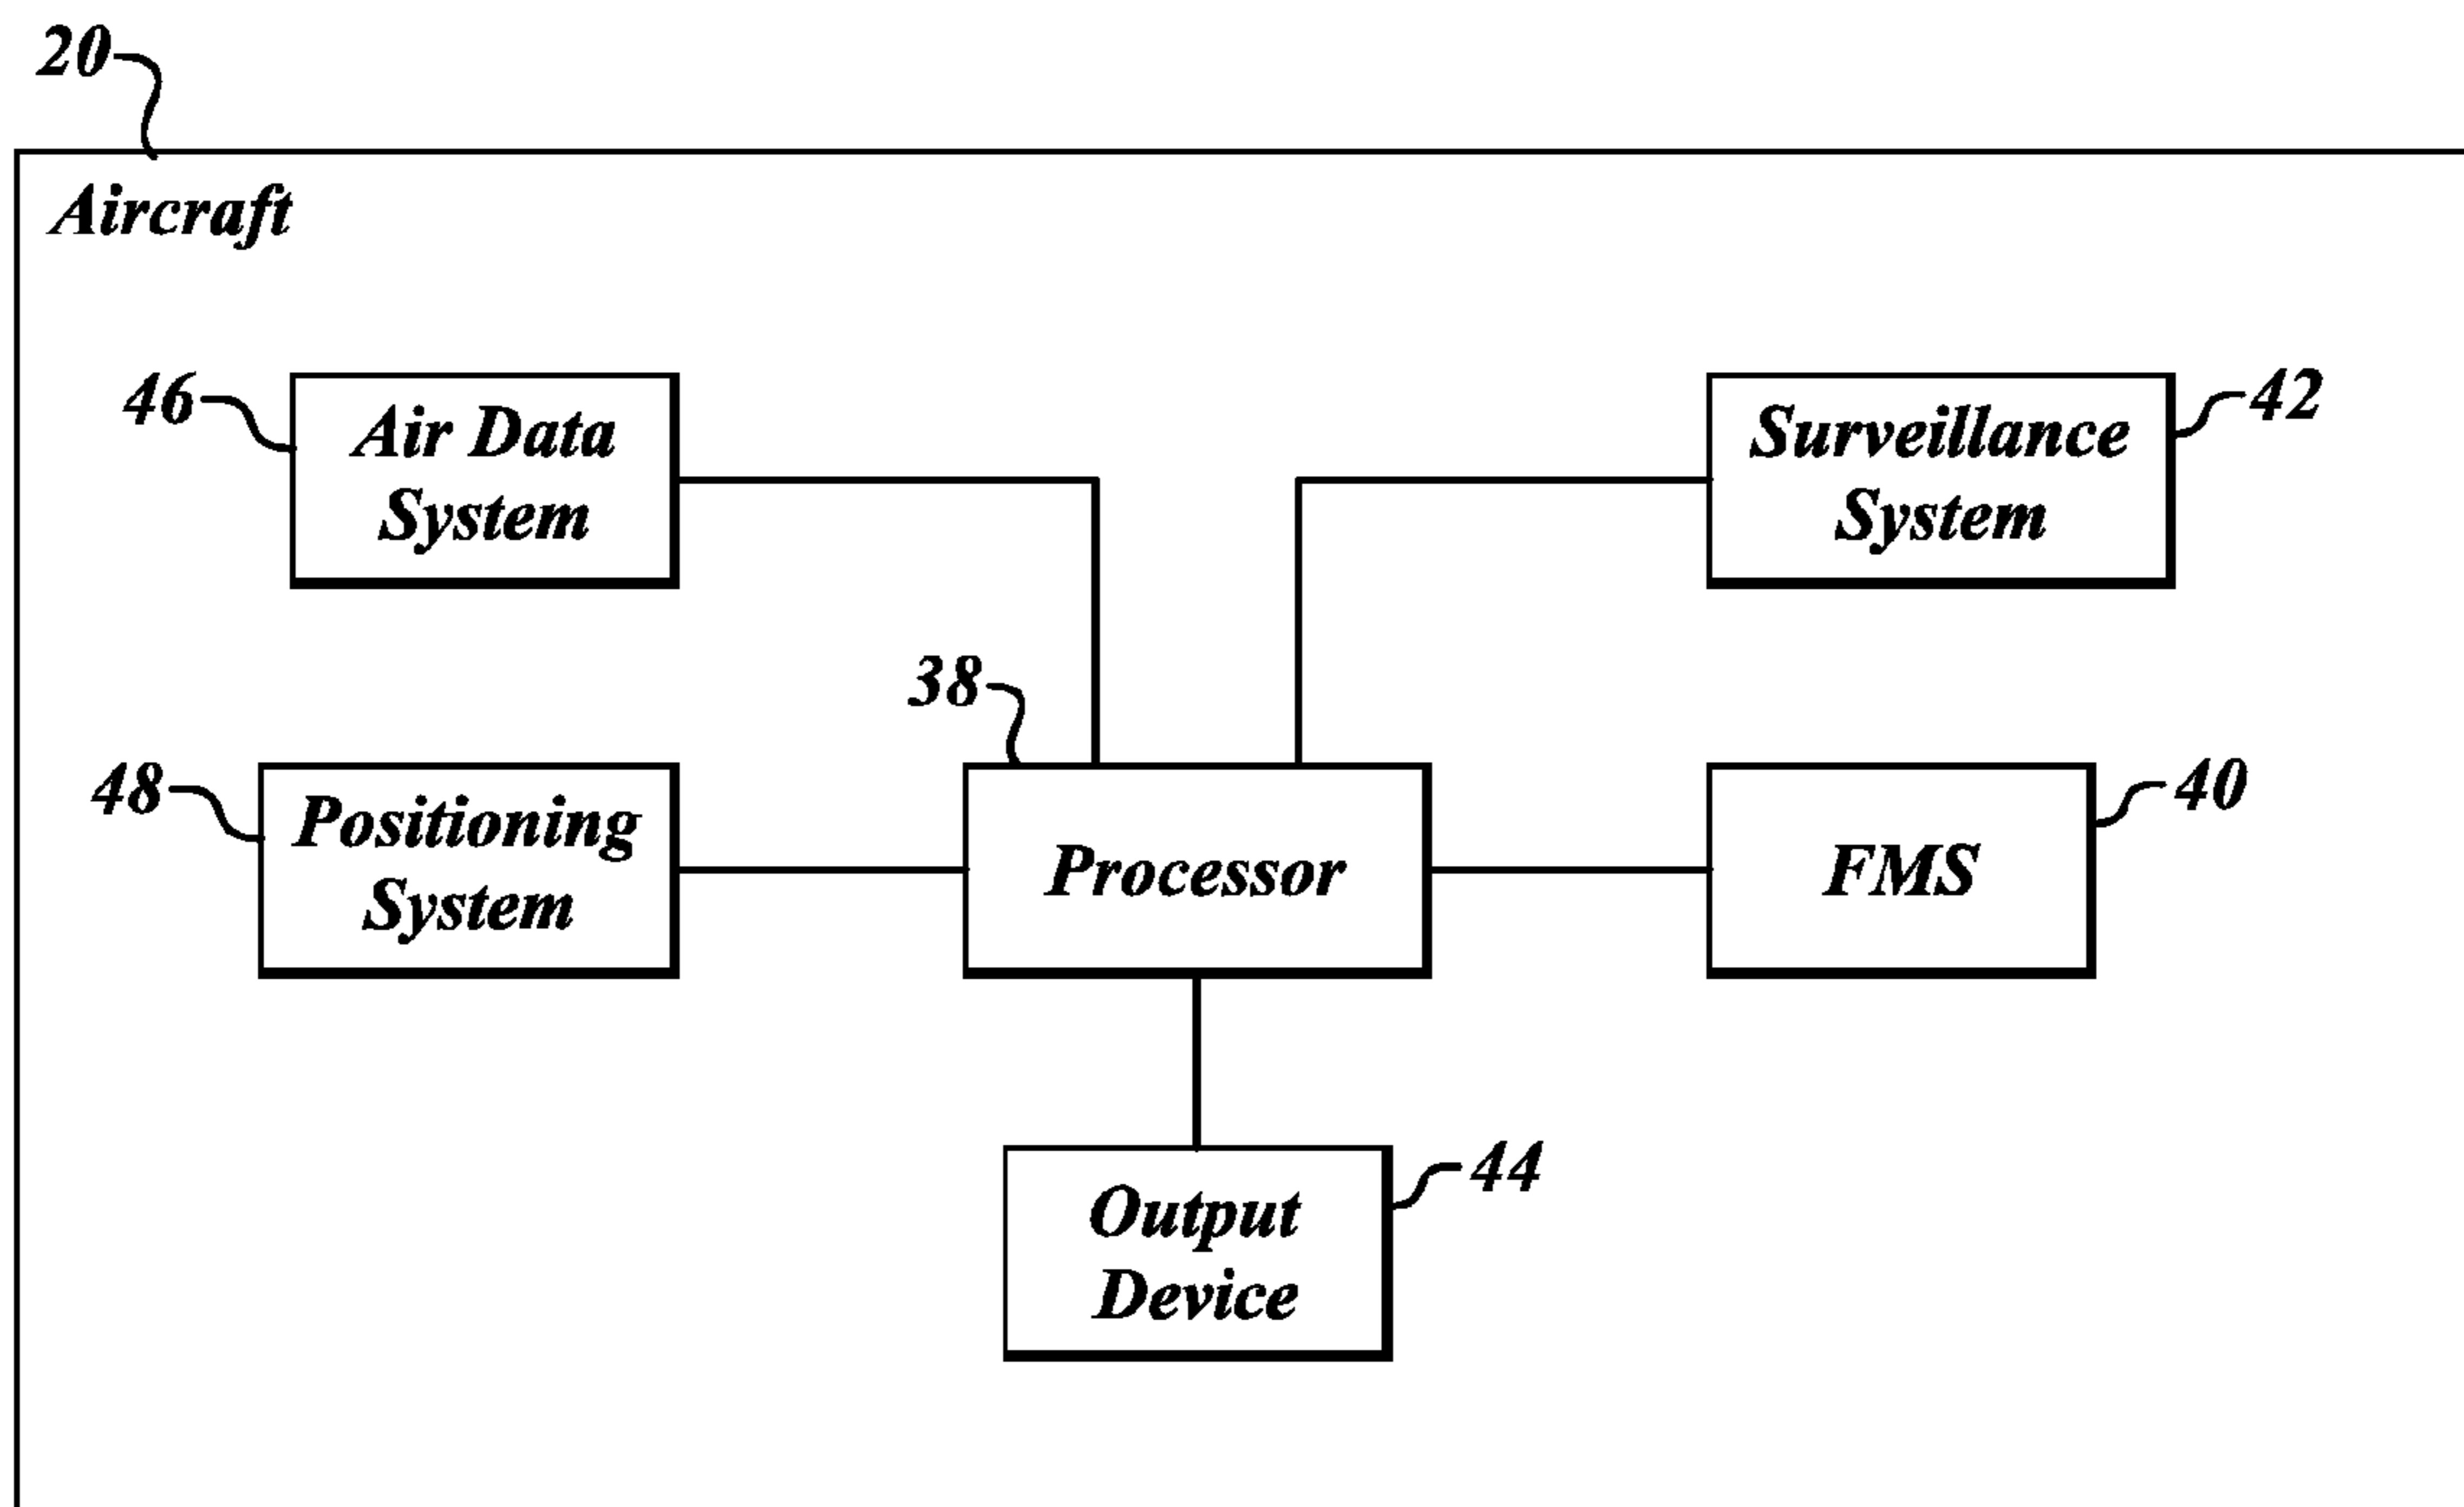 20
Aircraft
46
Air Data
System
42
Surveillance
System
38
48
Positioning
System
Processor
40
FMS
44
Output
Device